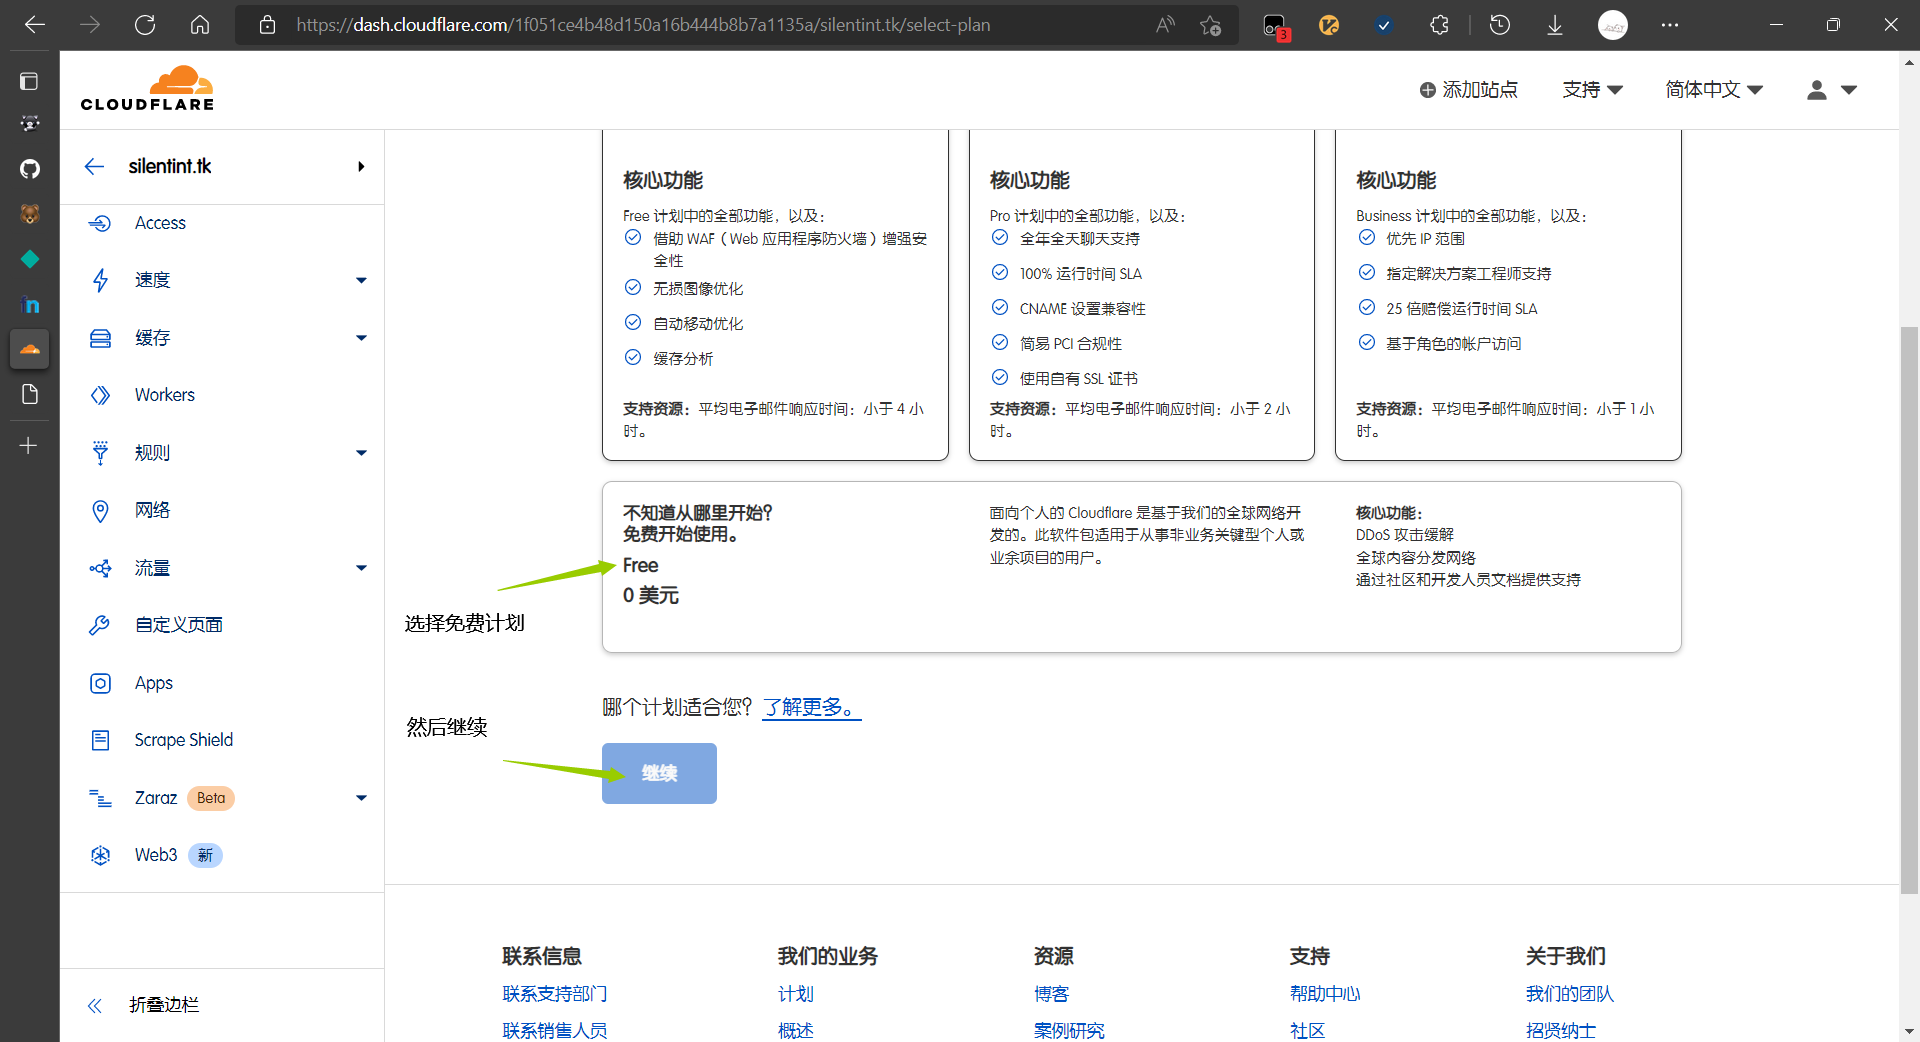 https://dash.cloudflare.com/1f051ce4b48d150a16b444b8b7a1135a/silentint.tk/select-plan
3
CLOUDFLARE
添加站点
支持
简体中文
silentint.tk
Access
速度
缓存
Workers
规则
网络
流量
自定义页面
Apps
Scrape Shield
Zaraz Beta
Web3 新
折叠边栏
核心功能
Free 计划中的全部功能，以及：
借助 WAF（Web 应用程序防火墙）增强安
全性
无损图像优化
自动移动优化
缓存分析
支持资源：平均电子邮件响应时间：小于 4 小
时。
核心功能
Pro 计划中的全部功能，以及：
全年全天聊天支持
100% 运行时间 SLA
CNAME 设置兼容性
简易 PCI 合规性
使用自有 SSL 证书
支持资源：平均电子邮件响应时间：小于 2 小
时。
核心功能
Business 计划中的全部功能，以及：
优先 IP 范围
指定解决方案工程师支持
25 倍赔偿运行时间 SLA
基于角色的帐户访问
支持资源：平均电子邮件响应时间：小于 1 小
时。
不知道从哪里开始？
免费开始使用。
Free
0 美元
面向个人的 Cloudflare 是基于我们的全球网络开
发的。此软件包适用于从事非业务关键型个人或
业余项目的用户。
核心功能：
DDoS 攻击缓解
全球内容分发网络
通过社区和开发人员文档提供支持
选择免费计划
哪个计划适合您？了解更多。
然后继续
继续
联系信息
联系支持部门
联系销售人员
我们的业务
计划
概述
资源
博客
案例研究
支持
帮助中心
社区
关于我们
我们的团队
招贤纳士